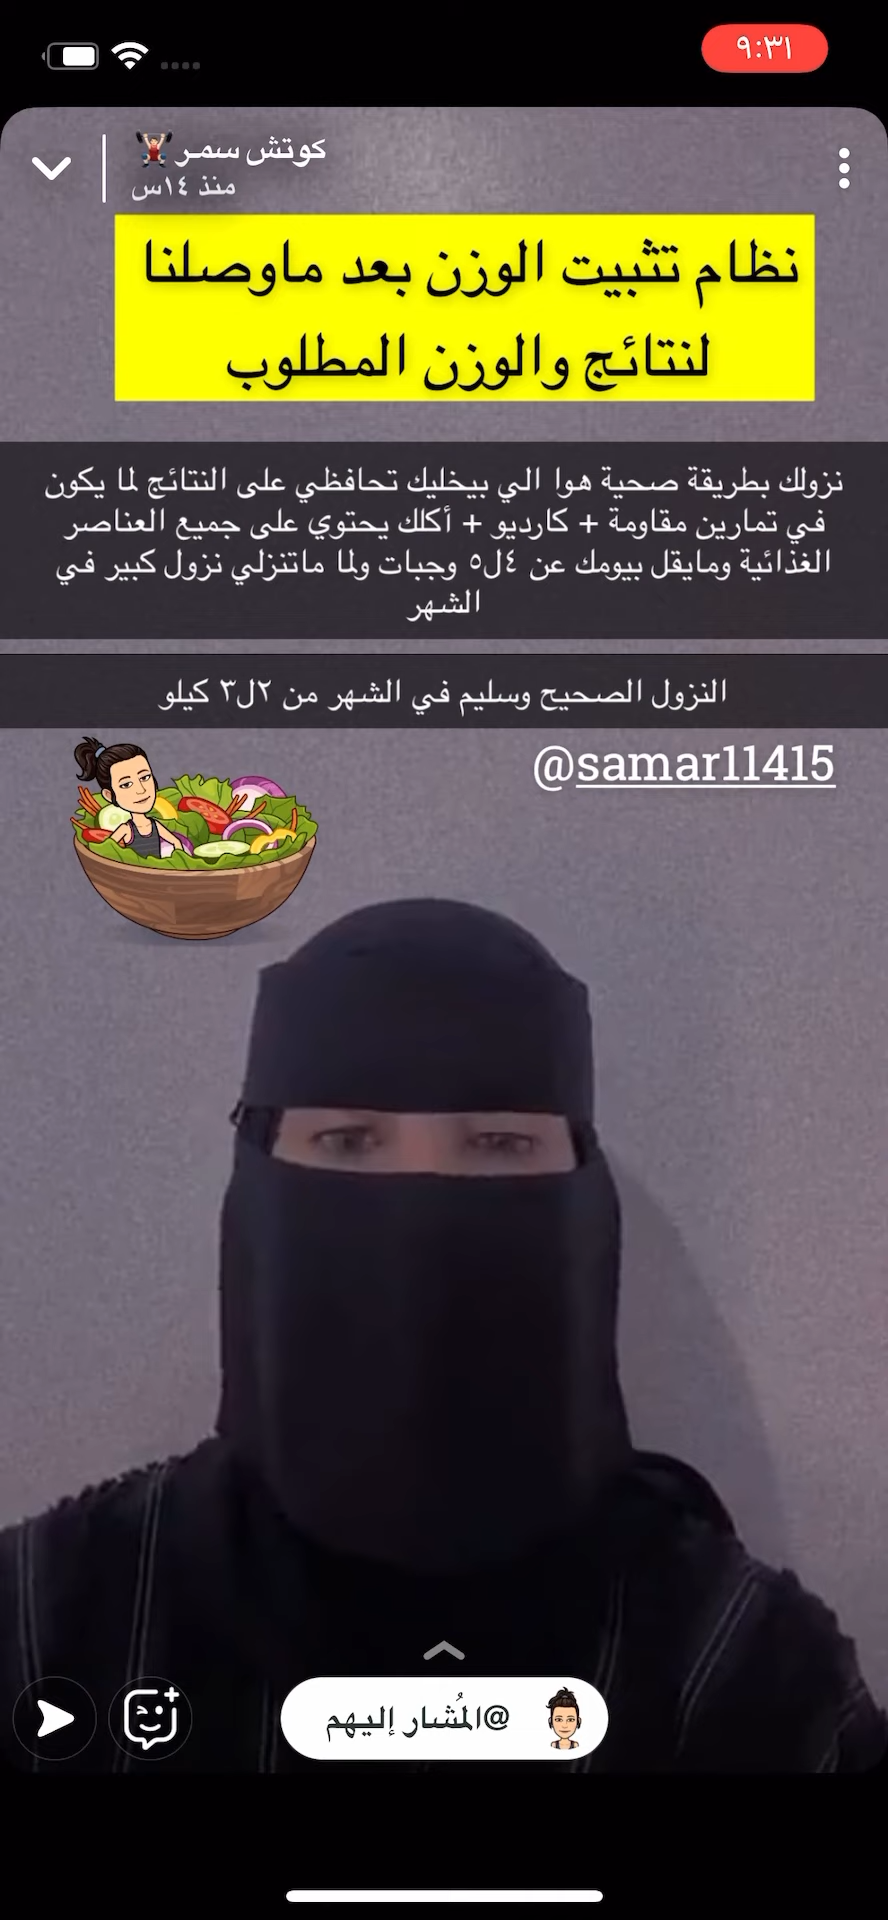 ٩:٣١
كوتش سمر
منذ ١٤س
نظام تثبيت الوزن بعد ماوصلنا
لنتائج والوزن المطلوب
نزولك بطريقة صحية هوا الي بيخليك تحافظي على النتائج لما يكون
في تمارين مقاومة + كارديو + أكلك يحتوي على جميع العناصر
الغذائية ومايقل بيومك عن ٤ل٥ وجبات ولما ماتنزلي نزول كبير في
الشهر
النزول الصحيح وسليم في الشهر من ٢ل٣ كيلو
@samar11415
@المُشار إليهم